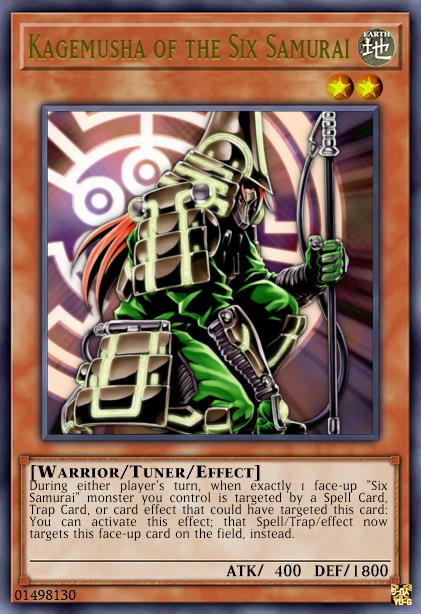 Kagemusha of the Six Samurai
EARTH
地
[Warrior/Tuner/Effect]
During either player's turn, when exactly 1 face-up "Six
Samurai" monster you control is targeted by a Spell Card,
Trap Card, or card effect that could have targeted this card:
You can activate this effect; that Spell/Trap/effect now
targets this face-up card on the field, instead.
ATK/ 400 DEF/1800
01498130